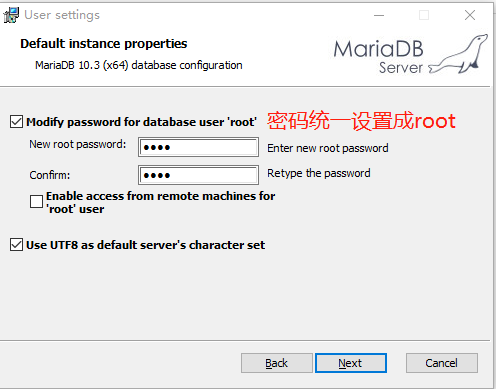 User settings
Default instance properties
MariaDB 10.3 (x64) database configuration
MariaDB
Server
Modify password for database user 'root' 密码统一设置成root
New root password: •••• Enter new root password
Confirm: •••• Retype the password
Enable access from remote machines for
'root' user
Use UTF8 as default server's character set
Back Next Cancel